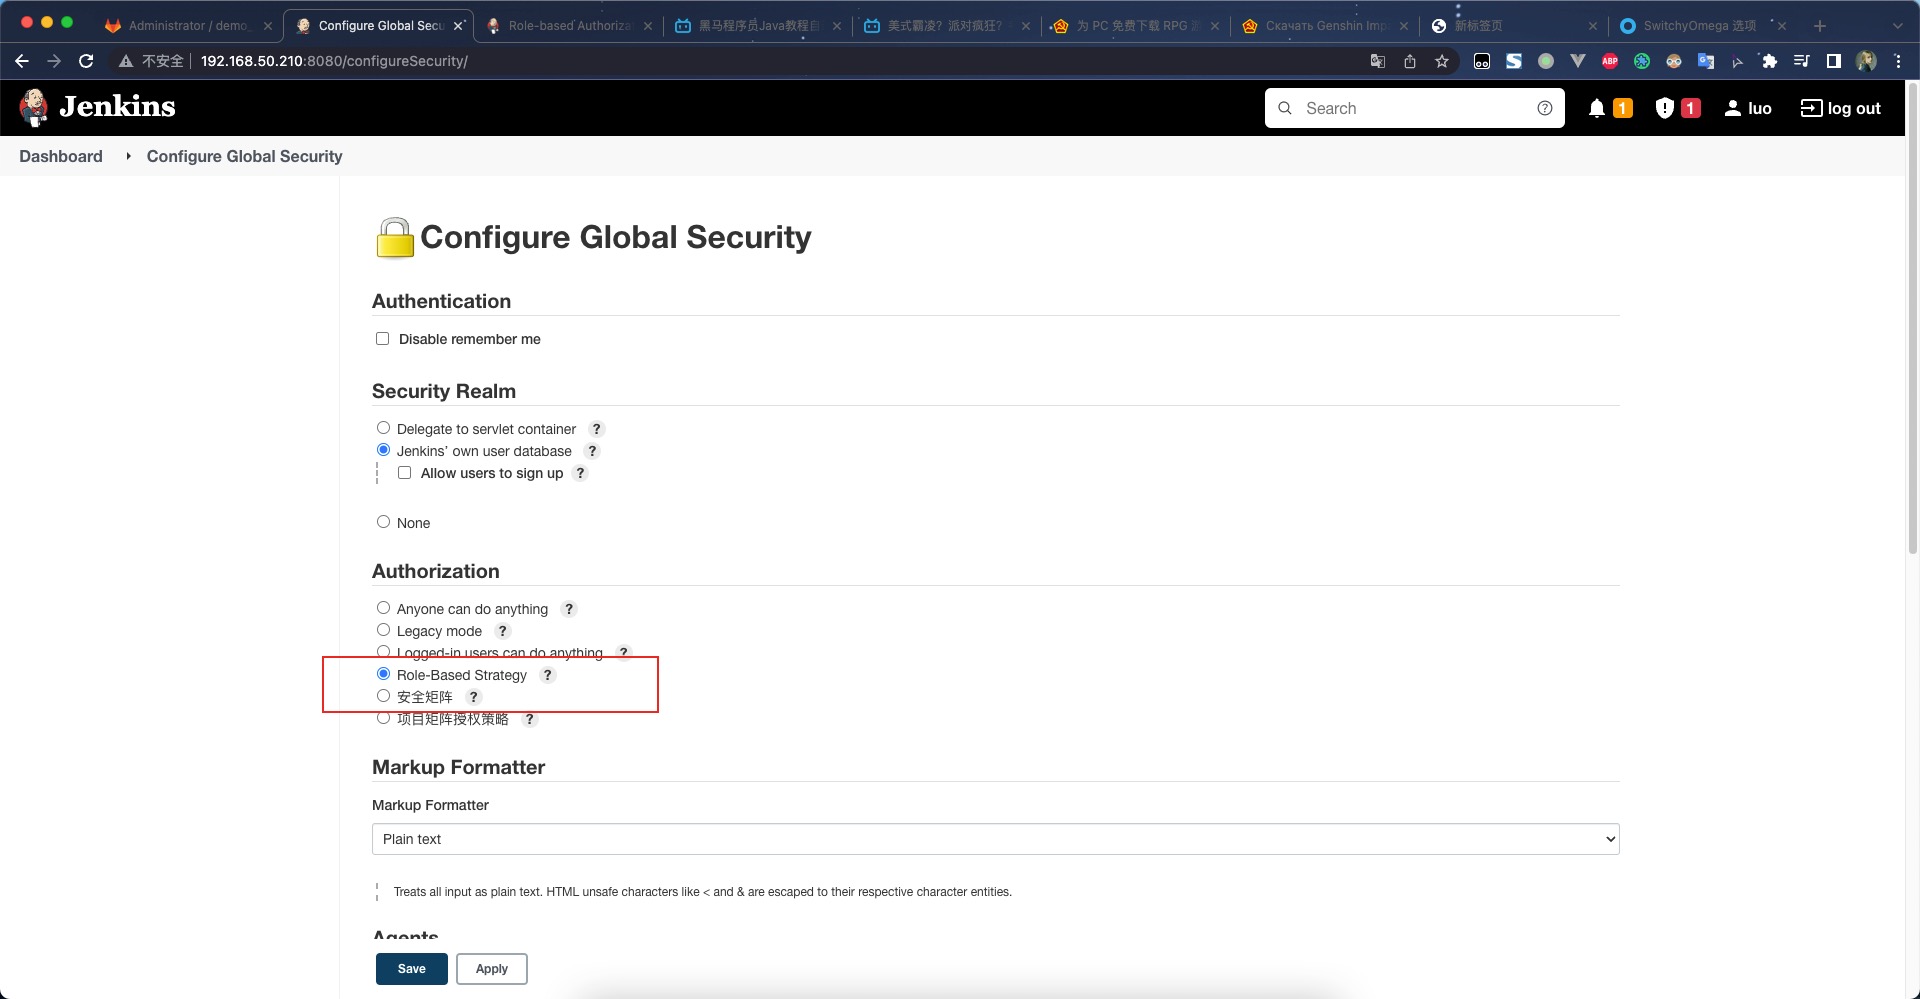 Administrator / demo_
Configure Global Secu
Role-based Authoriza
黑马程序员Java教程自
美式霸凌？派对疯狂？
为 PC 免费下载 RPG
Скачать Genshin Imp
新标签页
SwitchyOmega 选项
不安全
192.168.50.210:8080/configureSecurity/
ABP
Jenkins
Search
1
1
luo
log out
Dashboard
Configure Global Security
Configure Global Security
Authentication
Disable remember me
Security Realm
Delegate to servlet container ?
Jenkins’ own user database ?
Allow users to sign up ?
None
Authorization
Anyone can do anything ?
Legacy mode ?
Logged-in users can do anything ?
Role-Based Strategy ?
安全矩阵 ?
项目矩阵授权策略 ?
Markup Formatter
Markup Formatter
Plain text
Treats all input as plain text. HTML unsafe characters like < and & are escaped to their respective character entities.
Agents
Save
Apply